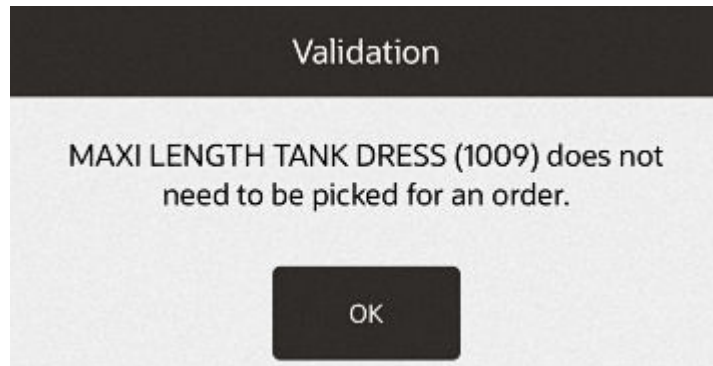 Validation
MAXI LENGTH TANK DRESS (1009) does not
need to be picked for an order.
OK